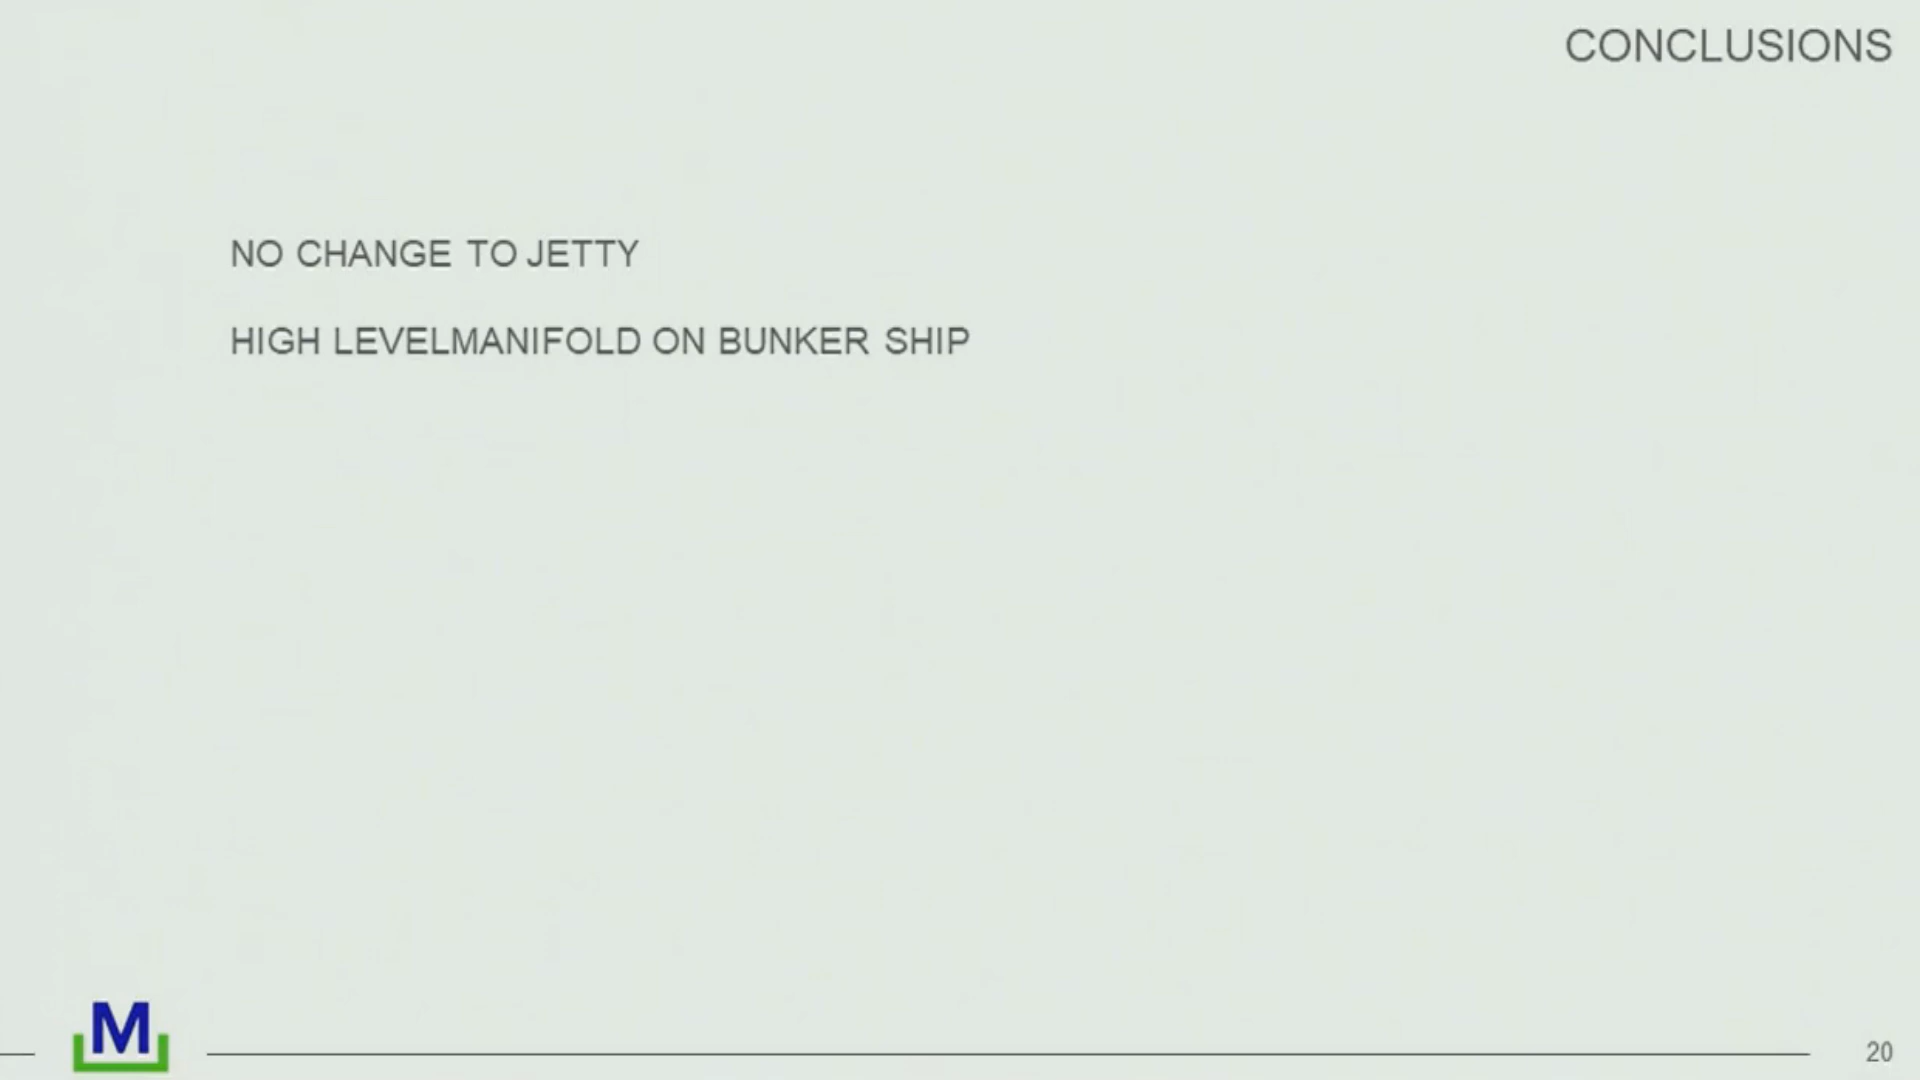 CONCLUSIONS
NO CHANGE TO JETTY
HIGH LEVELMANIFOLD ON BUNKER SHIP
M
20